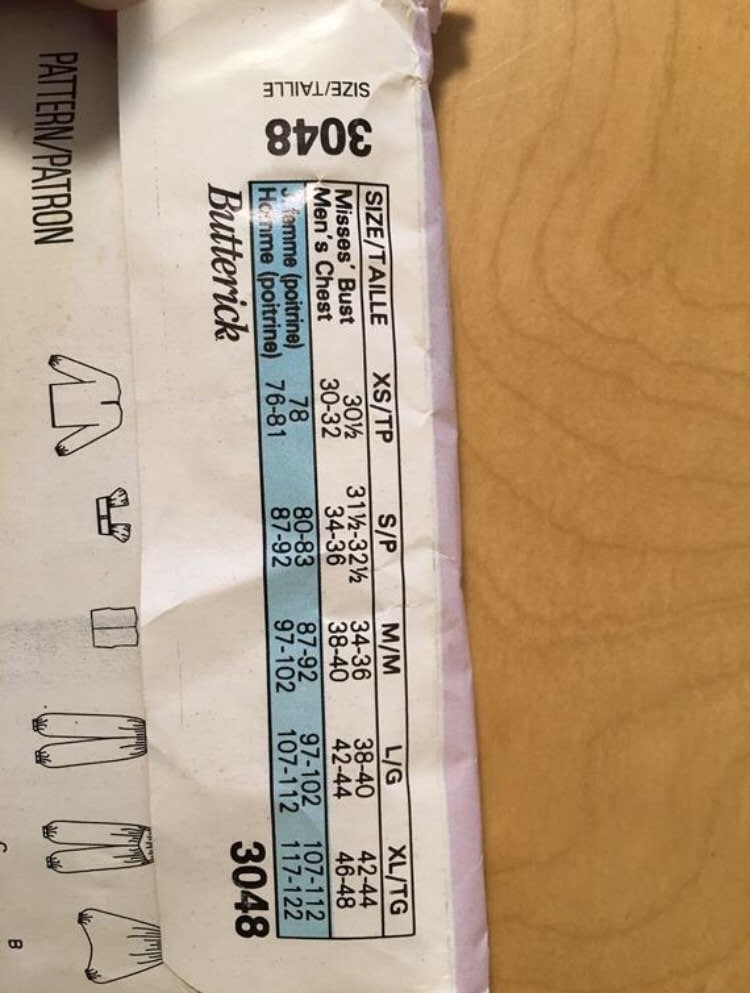 SIZE/TAILLE
3048
SIZE/TAILLE XS/TP S/P M/M L/G XL/TG
Misses' Bust 30½ 31½-32½ 34-36 38-40 42-44
Men's Chest 30-32 34-36 38-40 42-44 46-48
femme (poitrine) 78 80-83 87-92 97-102 107-112
Homme (poitrine) 76-81 87-92 97-102 107-112 117-122
Butterick
3048
PATTERN/PATRON
B